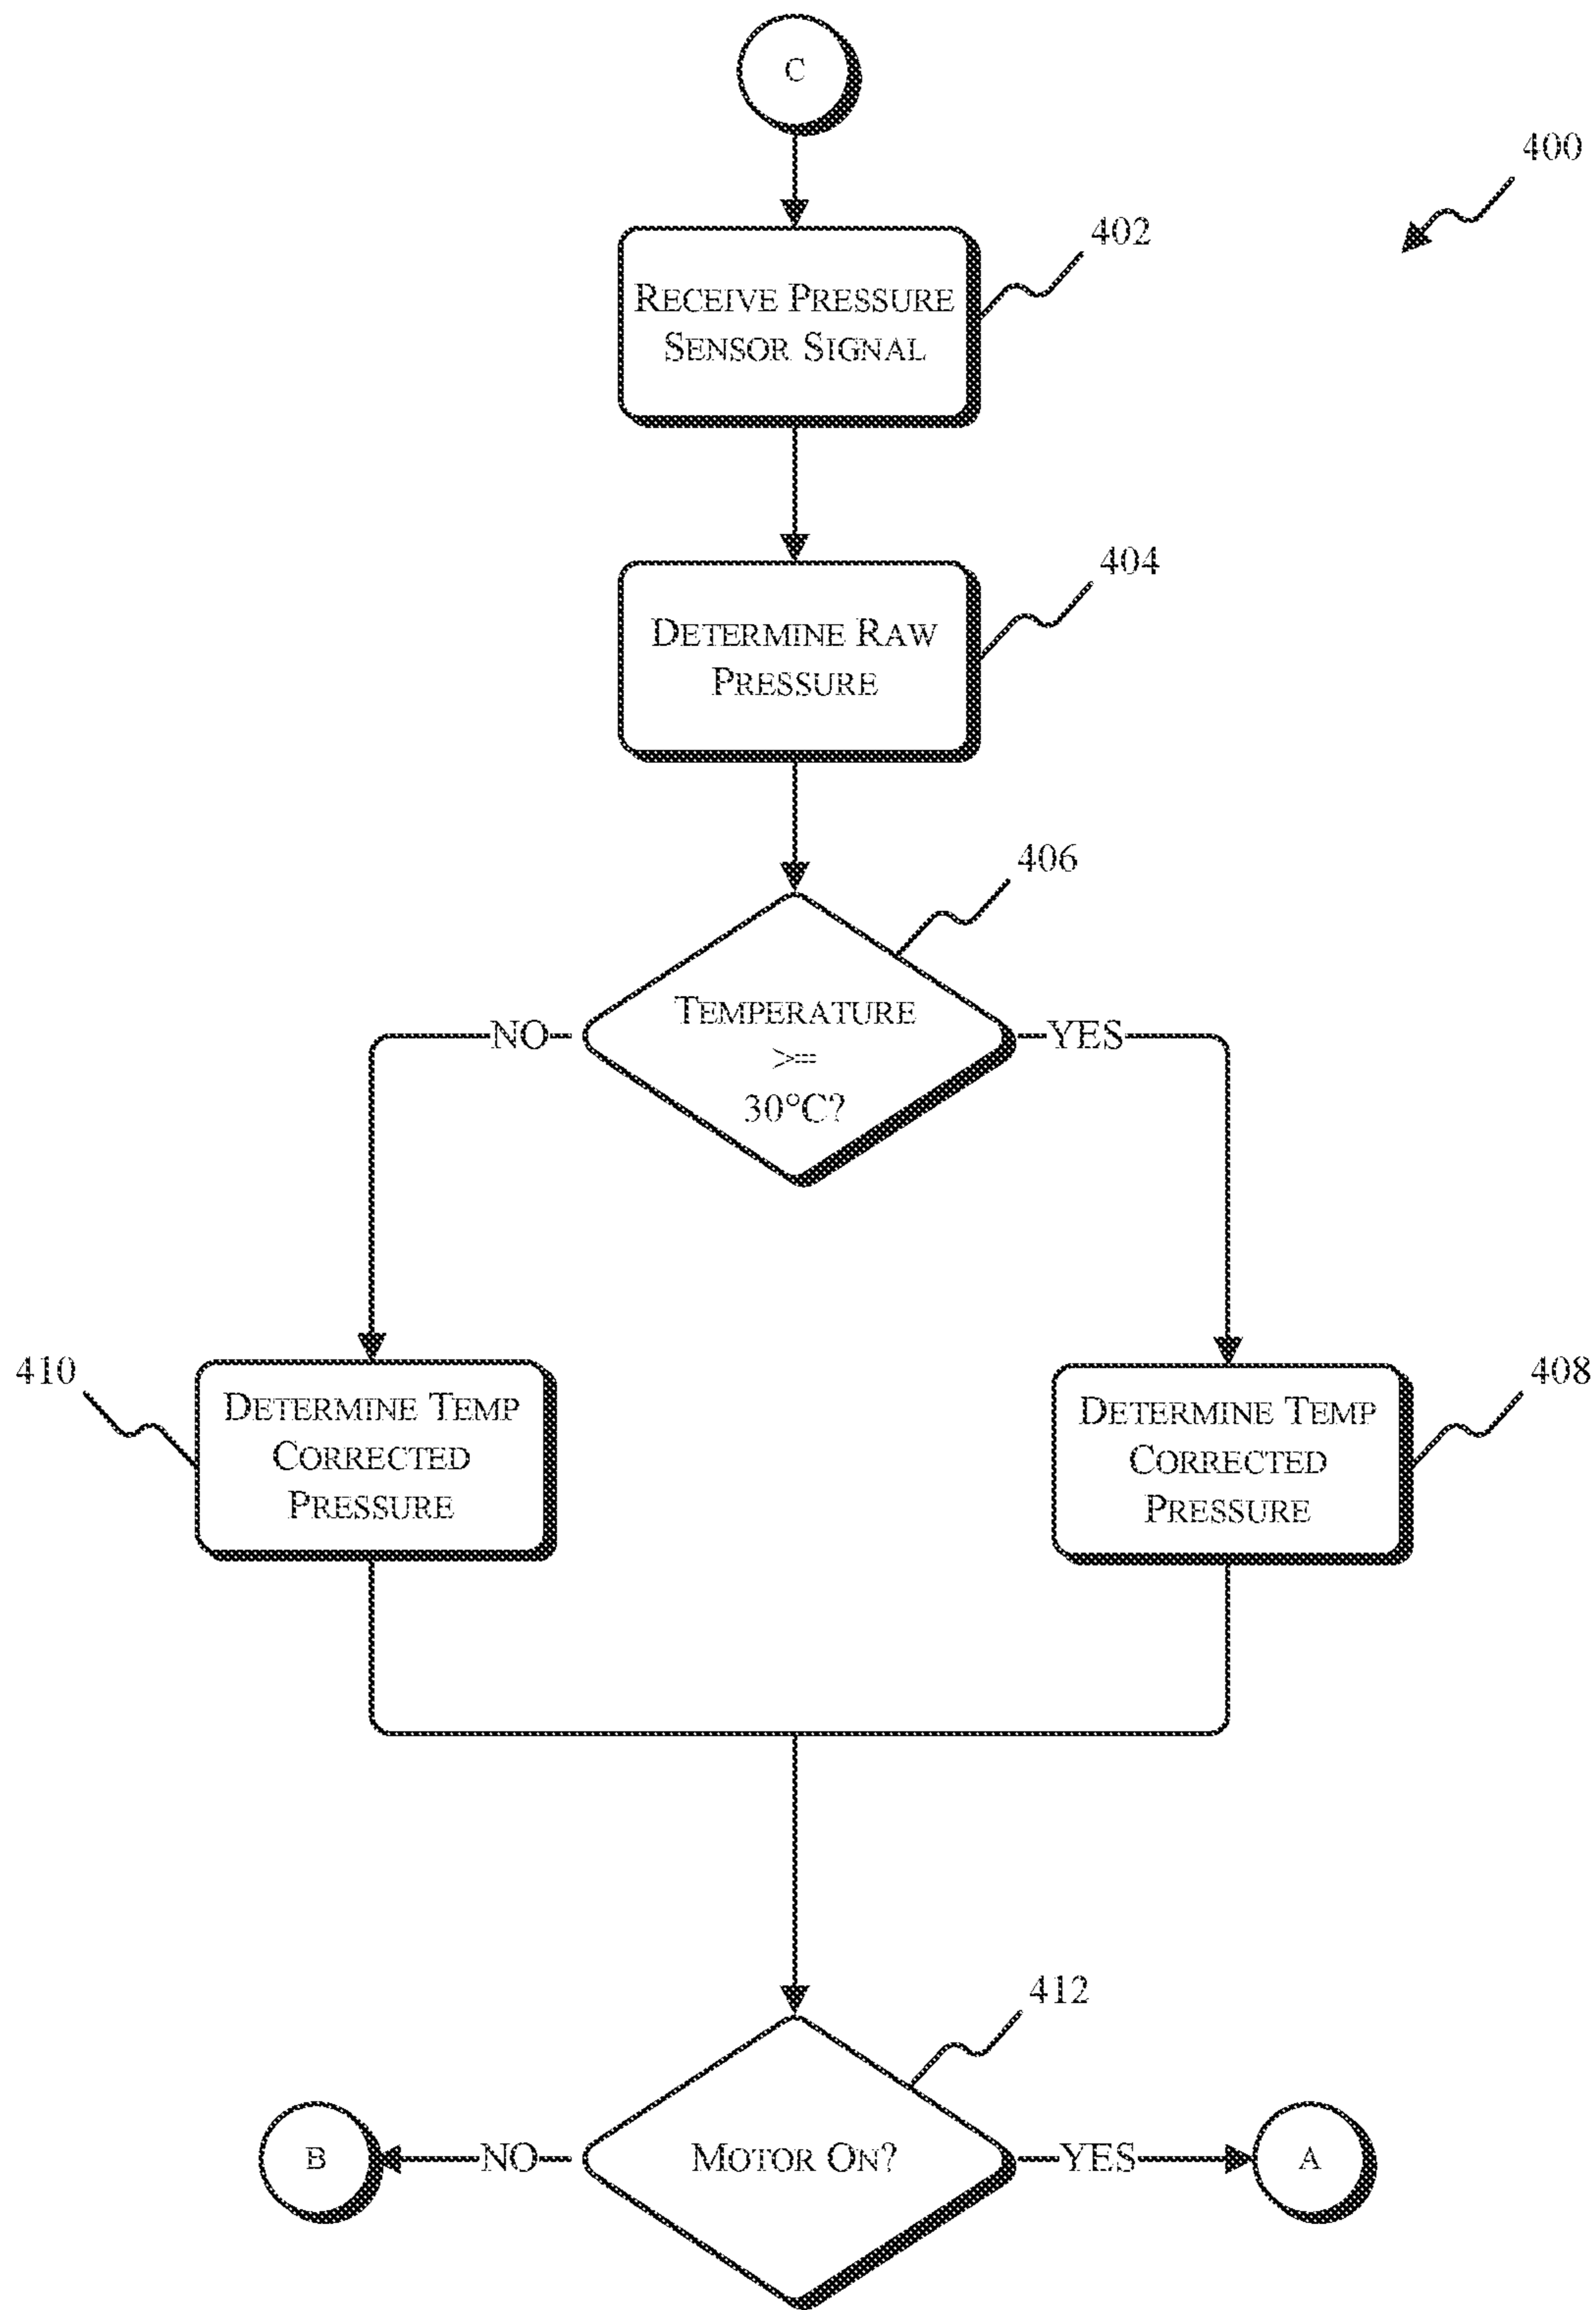 C
400
402
RECEIVE PRESSURE
SENSOR SIGNAL
404
DETERMINE RAW
PRESSURE
406
TEMPERATURE
>=
30°C?
NO
YES
410
DETERMINE TEMP
CORRECTED
PRESSURE
408
DETERMINE TEMP
CORRECTED
PRESSURE
412
MOTOR ON?
NO
B
YES
A